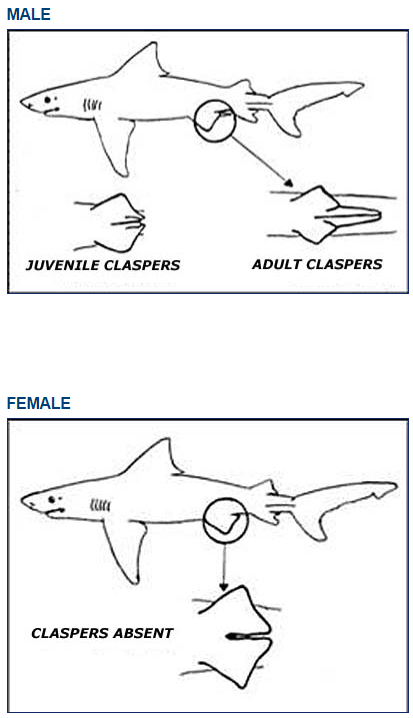 MALE
JUVENILE CLASPERS
ADULT CLASPERS
FEMALE
CLASPERS ABSENT